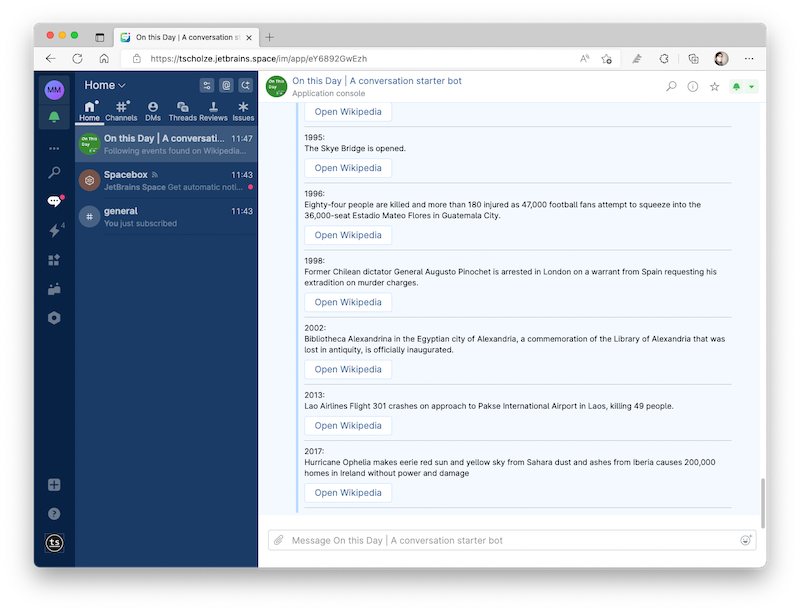 On this Day | A conversation st
https://tscholze.jetbrains.space/im/app/eY6892GwEzh
MM
Home
Home Channels DMs Threads Reviews Issues
On This Day
On this Day | A conversati... 11:47
Following events found on Wikipedia...
Spacebox 11:43
JetBrains Space Get automatic noti...
general 11:43
You just subscribed
4
ts
On This Day
On this Day | A conversation starter bot
Application console
Open Wikipedia
1995:
The Skye Bridge is opened.
Open Wikipedia
1996:
Eighty-four people are killed and more than 180 injured as 47,000 football fans attempt to squeeze into the
36,000-seat Estadio Mateo Flores in Guatemala City.
Open Wikipedia
1998:
Former Chilean dictator General Augusto Pinochet is arrested in London on a warrant from Spain requesting his
extradition on murder charges.
Open Wikipedia
2002:
Bibliotheca Alexandrina in the Egyptian city of Alexandria, a commemoration of the Library of Alexandria that was
lost in antiquity, is officially inaugurated.
Open Wikipedia
2013:
Lao Airlines Flight 301 crashes on approach to Pakse International Airport in Laos, killing 49 people.
Open Wikipedia
2017:
Hurricane Ophelia makes eerie red sun and yellow sky from Sahara dust and ashes from Iberia causes 200,000
homes in Ireland without power and damage
Open Wikipedia
Message On this Day | A conversation starter bot